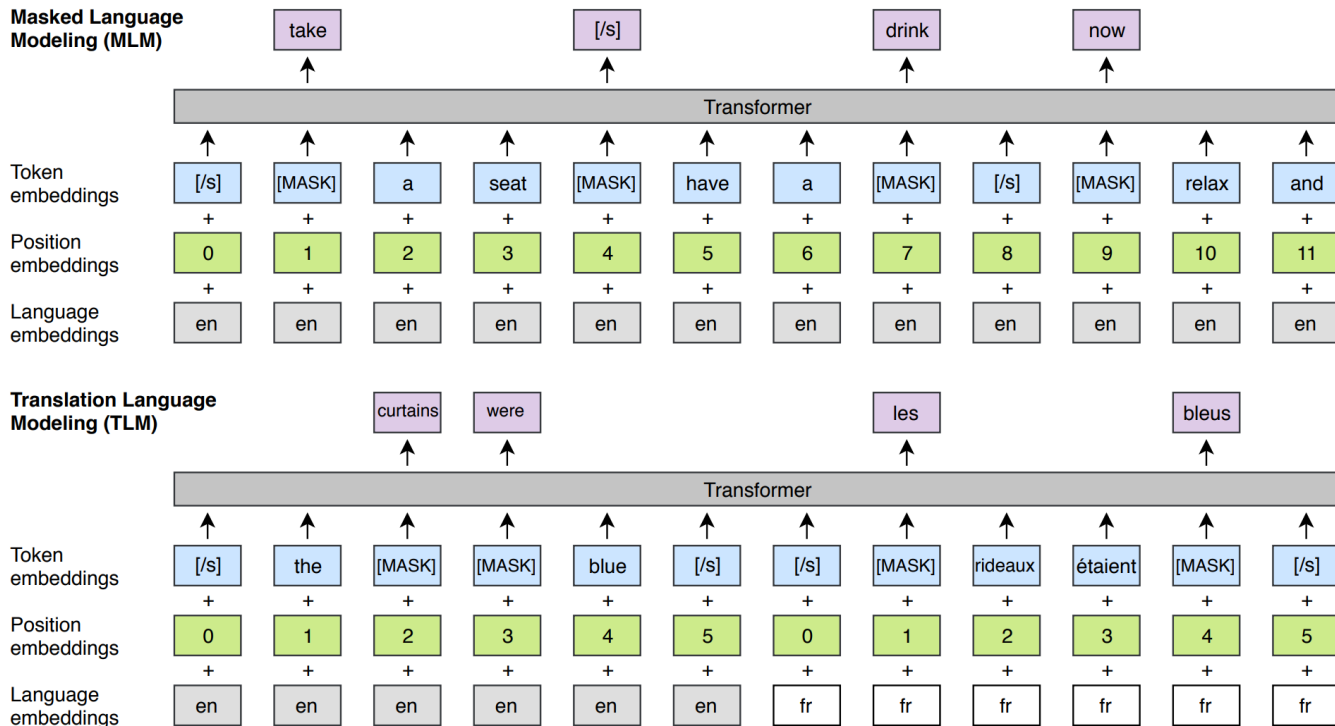 Masked Language
Modeling (MLM)
take [/s] drink now
Transformer
Token
embeddings
[/s] [MASK] a seat [MASK] have a [MASK] [/s] [MASK] relax and
+ + + + + + + + + + + +
Position
embeddings
0 1 2 3 4 5 6 7 8 9 10 11
+ + + + + + + + + + + +
Language
embeddings
en en en en en en en en en en en en
Translation Language
Modeling (TLM)
curtains were les bleus
Transformer
Token
embeddings
[/s] the [MASK] [MASK] blue [/s] [/s] [MASK] rideaux étaient [MASK] [/s]
+ + + + + + + + + + + +
Position
embeddings
0 1 2 3 4 5 0 1 2 3 4 5
+ + + + + + + + + + + +
Language
embeddings
en en en en en en fr fr fr fr fr fr